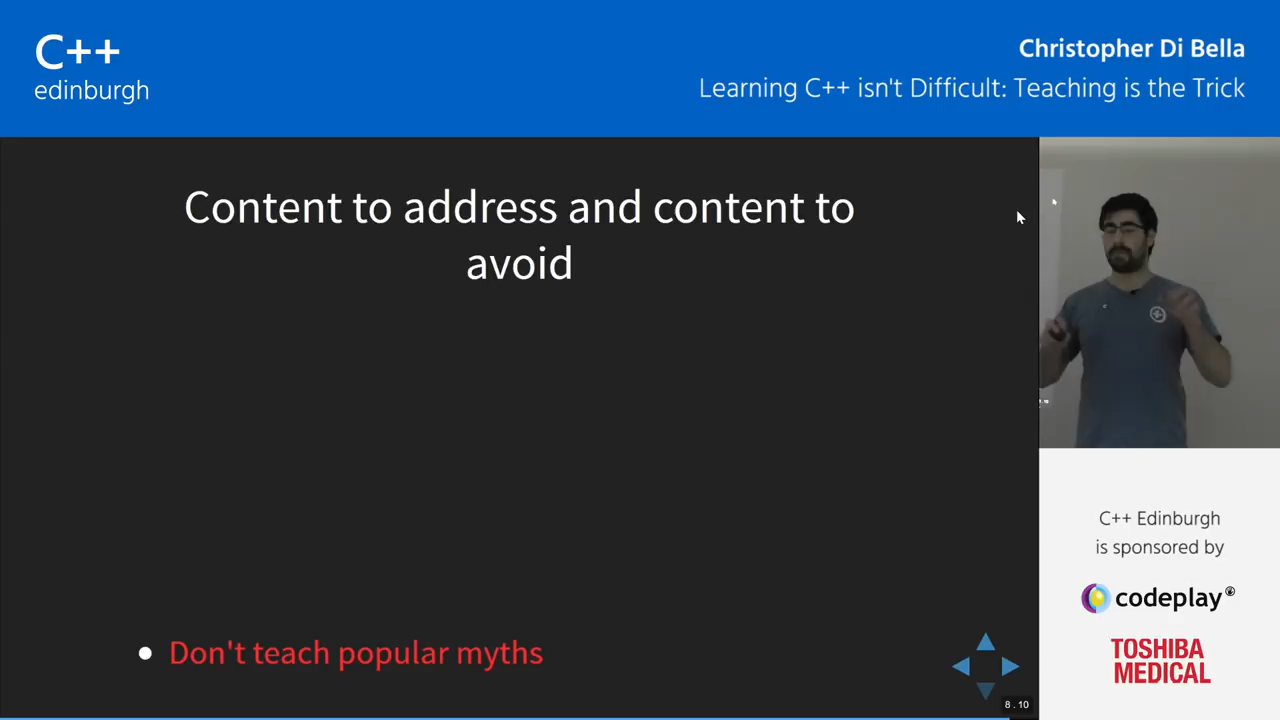 C++
edinburgh
Christopher Di Bella
Learning C++ isn't Difficult: Teaching is the Trick
Content to address and content to
avoid
• Don't teach popular myths
8.10
C++ Edinburgh
is sponsored by
codeplay®
TOSHIBA
MEDICAL